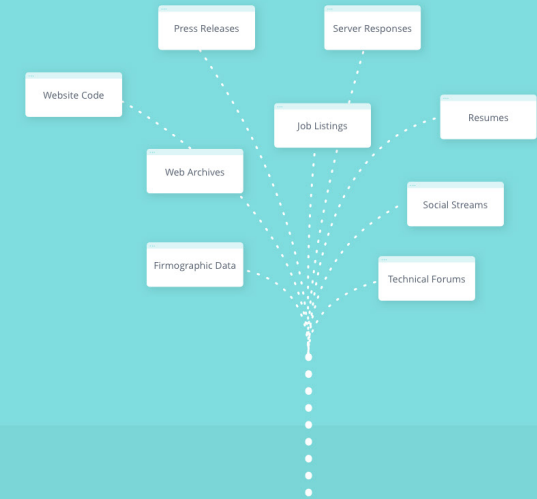 Press Releases
Server Responses
Website Code
Job Listings
Resumes
Web Archives
Social Streams
Firmographic Data
Technical Forums